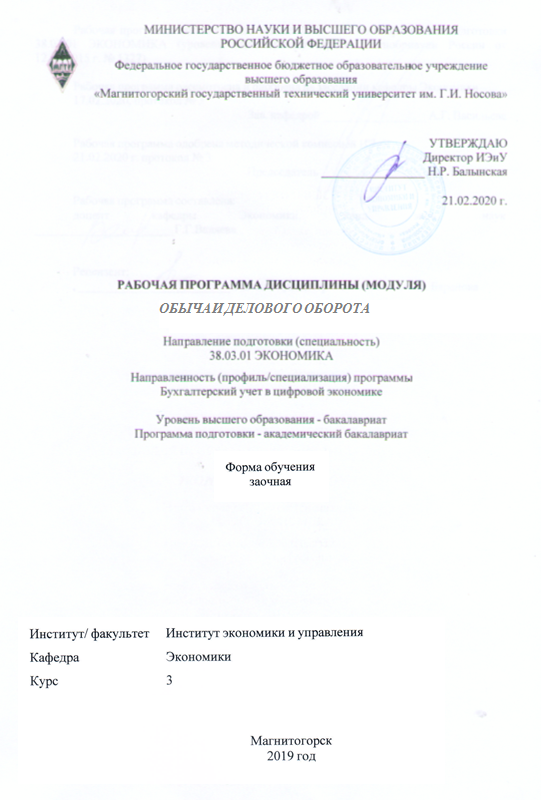 МИНИСТЕРСТВО НАУКИ И ВЫСШЕГО ОБРАЗОВАНИЯ
РОССИЙСКОЙ ФЕДЕРАЦИИ
Федеральное государственное бюджетное образовательное учреждение
высшего образования
«Магнитогорский государственный технический университет им. Г.И. Носова»
УТВЕРЖДАЮ
Директор ИЭиУ
Н.Р. Балынская
21.02.2020 г.
РАБОЧАЯ ПРОГРАММА ДИСЦИПЛИНЫ (МОДУЛЯ)
ОБЫЧАИ ДЕЛОВОГО ОБОРОТА
Направление подготовки (специальность)
38.03.01 ЭКОНОМИКА
Направленность (профиль/специализация) программы
Бухгалтерский учет в цифровой экономике
Уровень высшего образования - бакалавриат
Программа подготовки - академический бакалавриат
Форма обучения
заочная
Институт/ факультет Институт экономики и управления
Кафедра Экономики
Курс 3
Магнитогорск
2019 год